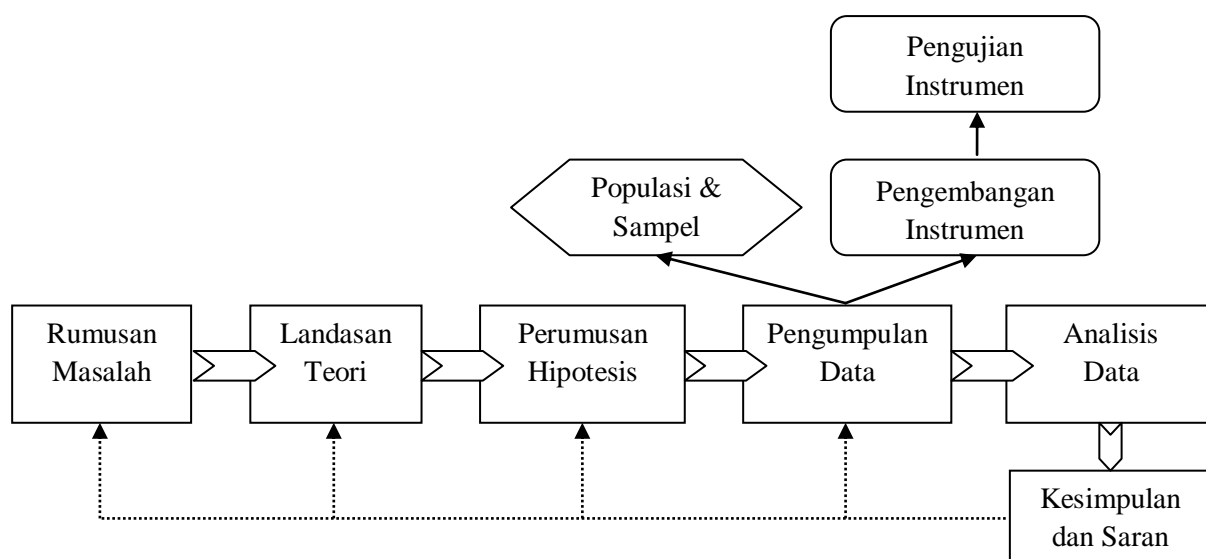 Pengujian
Instrumen
Populasi &
Sampel
Pengembangan
Instrumen
Rumusan
Masalah
Landasan
Teori
Perumusan
Hipotesis
Pengumpulan
Data
Analisis
Data
Kesimpulan
dan Saran